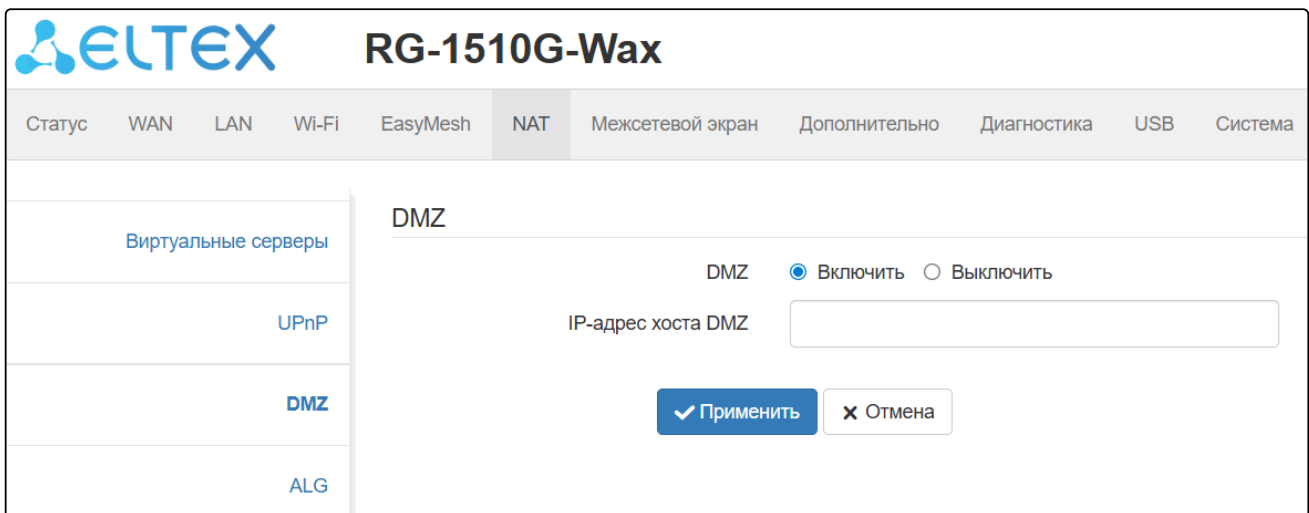 ELTEX RG-1510G-Wax
Статус WAN LAN Wi-Fi EasyMesh NAT Межсетевой экран Дополнительно Диагностика USB Система
Виртуальные серверы
UPnP
DMZ
ALG
DMZ
DMZ Включить Выключить
IP-адрес хоста DMZ
Применить Отмена